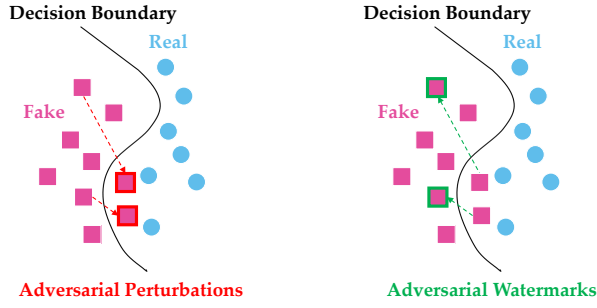 Decision Boundary
Real
Fake
Adversarial Perturbations
Decision Boundary
Real
Fake
Adversarial Watermarks